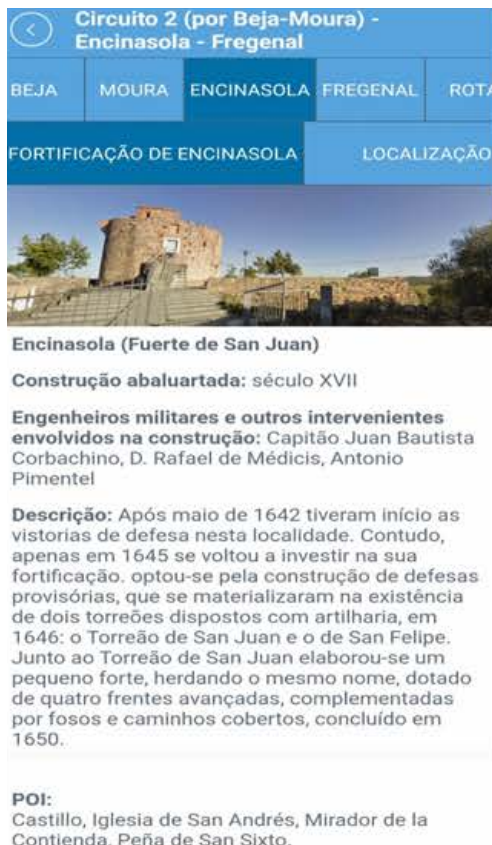 Circuito 2 (por Beja-Moura) -
Encinasola - Fregenal
BEJA MOURA ENCINASOLA FREGENAL ROTA
FORTIFICAÇÃO DE ENCINASOLA LOCALIZAÇÃO
Encinasola (Fuerte de San Juan)
Construção abaluartada: século XVII
Engenheiros militares e outros intervenientes
envolvidos na construção: Capitão Juan Bautista
Corbachino, D. Rafael de Médicis, Antonio
Pimentel
Descrição: Após maio de 1642 tiveram início as
vistorias de defesa nesta localidade. Contudo,
apenas em 1645 se voltou a investir na sua
fortificação. optou-se pela construção de defesas
provisórias, que se materializaram na existência
de dois torreões dispostos com artilharia, em
1646: o Torreão de San Juan e o de San Felipe.
Junto ao Torreão de San Juan elaborou-se um
pequeno forte, herdando o mesmo nome, dotado
de quatro frentes avançadas, complementadas
por fosos e caminhos cobertos, concluído em
1650.
POI:
Castillo, Iglesia de San Andrés, Mirador de la
Contienda, Peña de San Sixto.